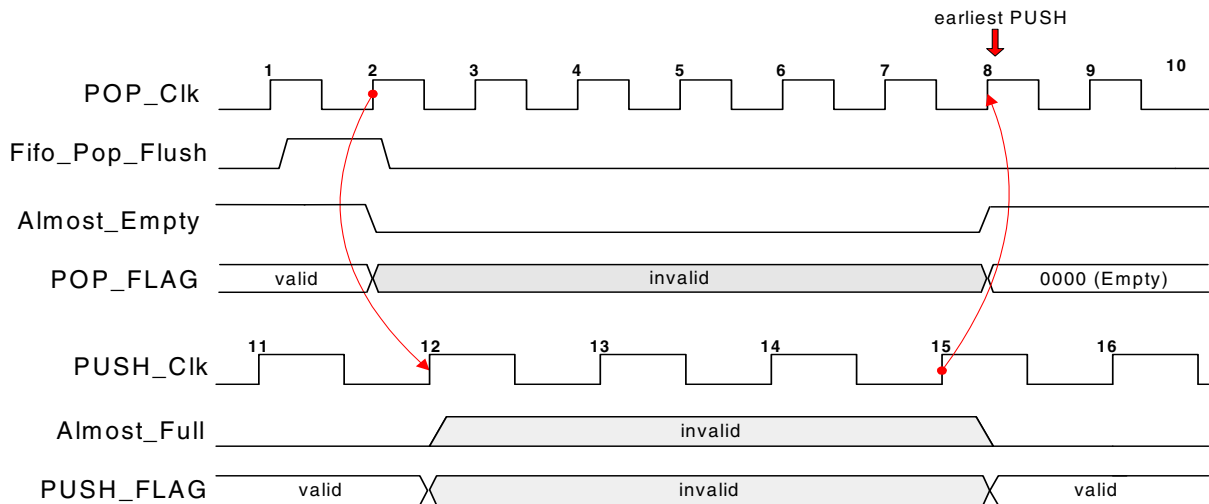 earliest PUSH
1 2 3 4 5 6 7 8 9 10
POP_Clk
Fifo_Pop_Flush
Almost_Empty
POP_FLAG valid invalid 0000 (Empty)
11 12 13 14 15 16
PUSH_Clk
Almost_Full invalid
PUSH_FLAG valid invalid valid